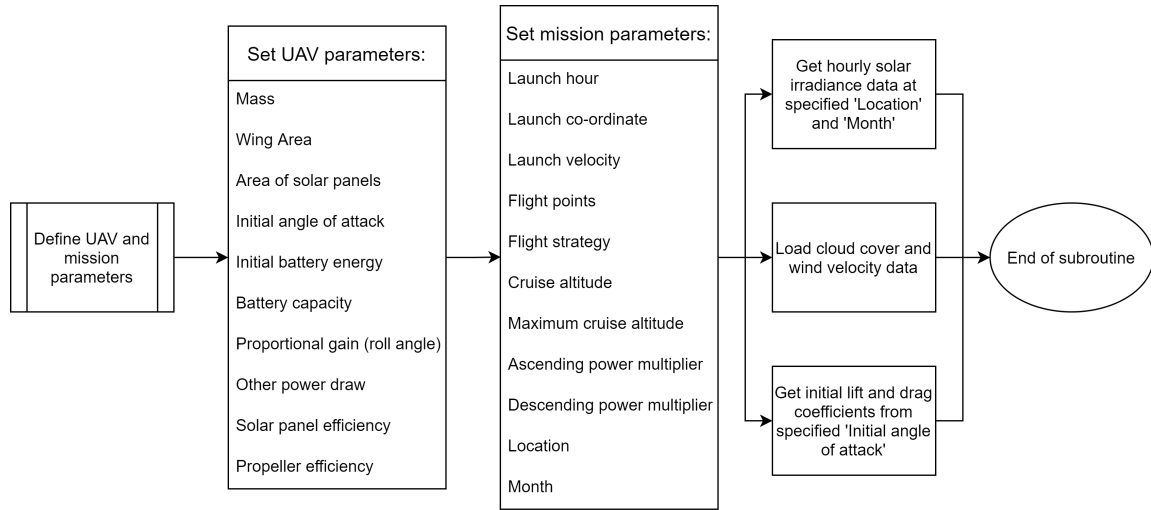 Define UAV and
mission
parameters
Set UAV parameters:
Mass
Wing Area
Area of solar panels
Initial angle of attack
Initial battery energy
Battery capacity
Proportional gain (roll angle)
Other power draw
Solar panel efficiency
Propeller efficiency
Set mission parameters:
Launch hour
Launch co-ordinate
Launch velocity
Flight points
Flight strategy
Cruise altitude
Maximum cruise altitude
Ascending power multiplier
Descending power multiplier
Location
Month
Get hourly solar
irradiance data at
specified 'Location'
and 'Month'
Load cloud cover and
wind velocity data
Get initial lift and drag
coefficients from
specified 'Initial angle
of attack'
End of subroutine